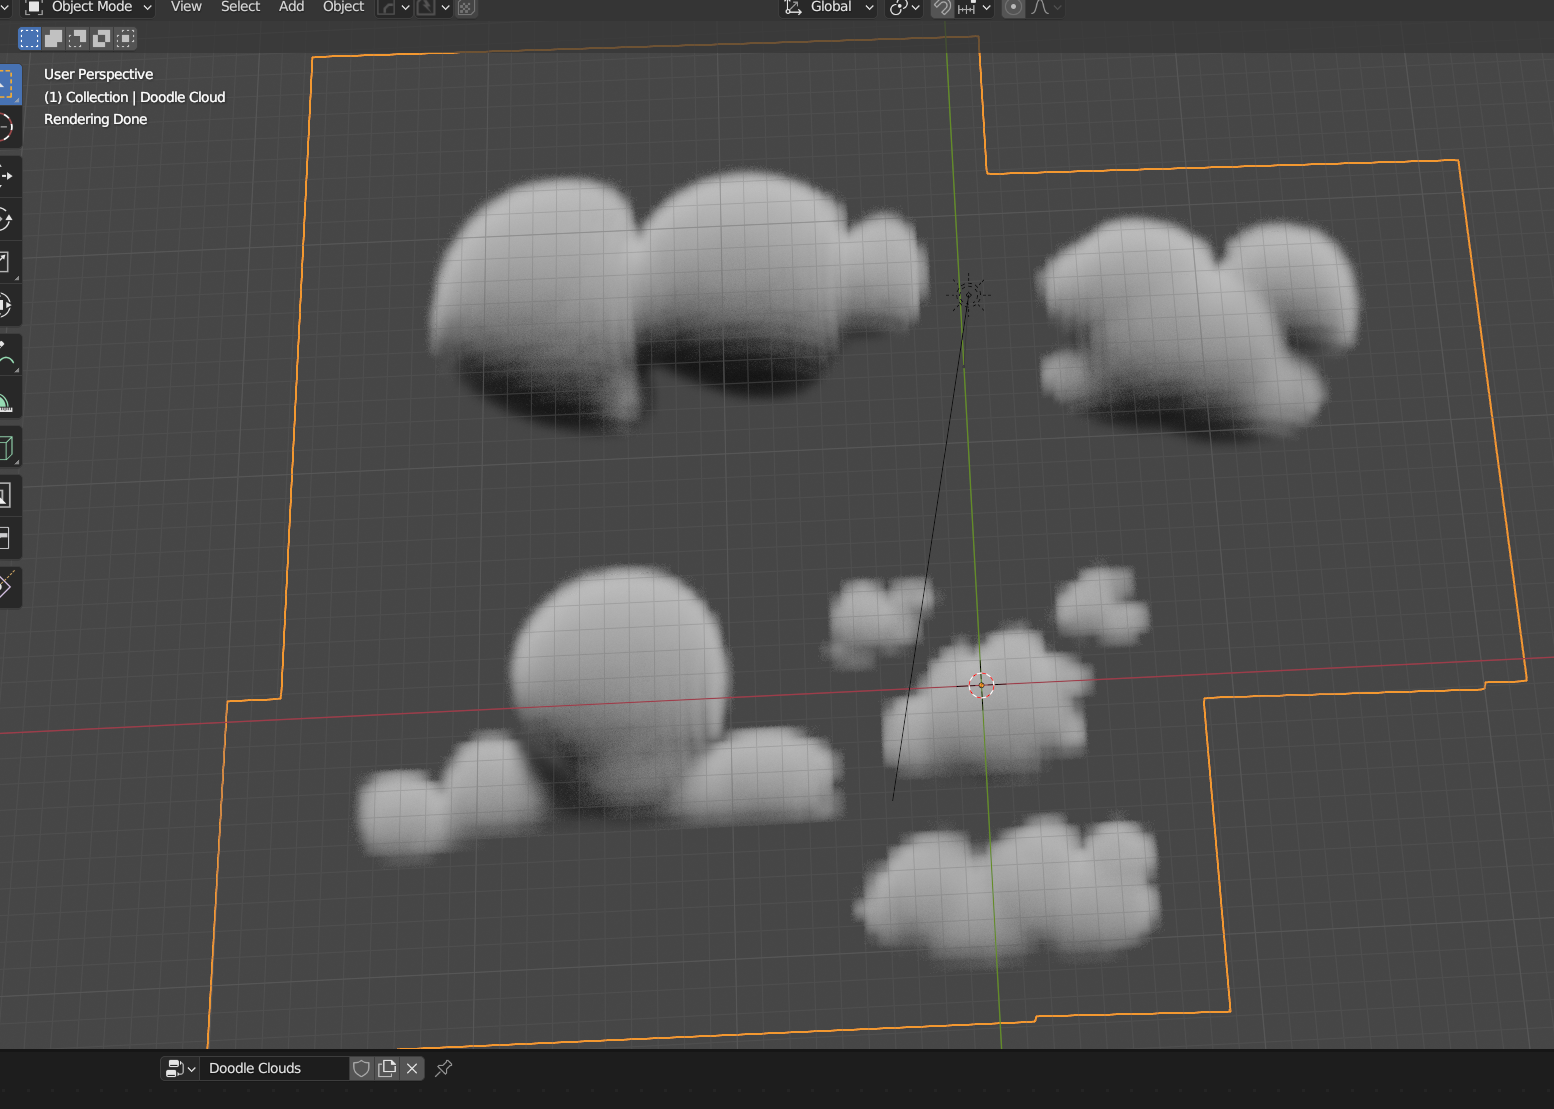 Object Mode View Select Add Object Global
User Perspective
(1) Collection | Doodle Cloud
Rendering Done
Doodle Clouds